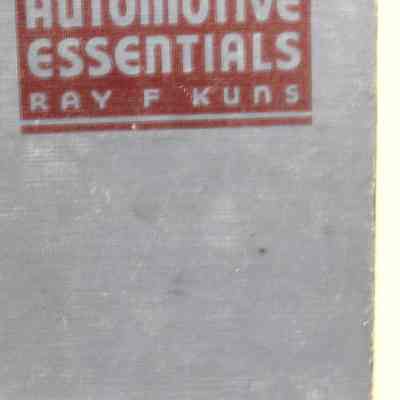 AUTOMOTIVE
ESSENTIALS
RAY F KUNS